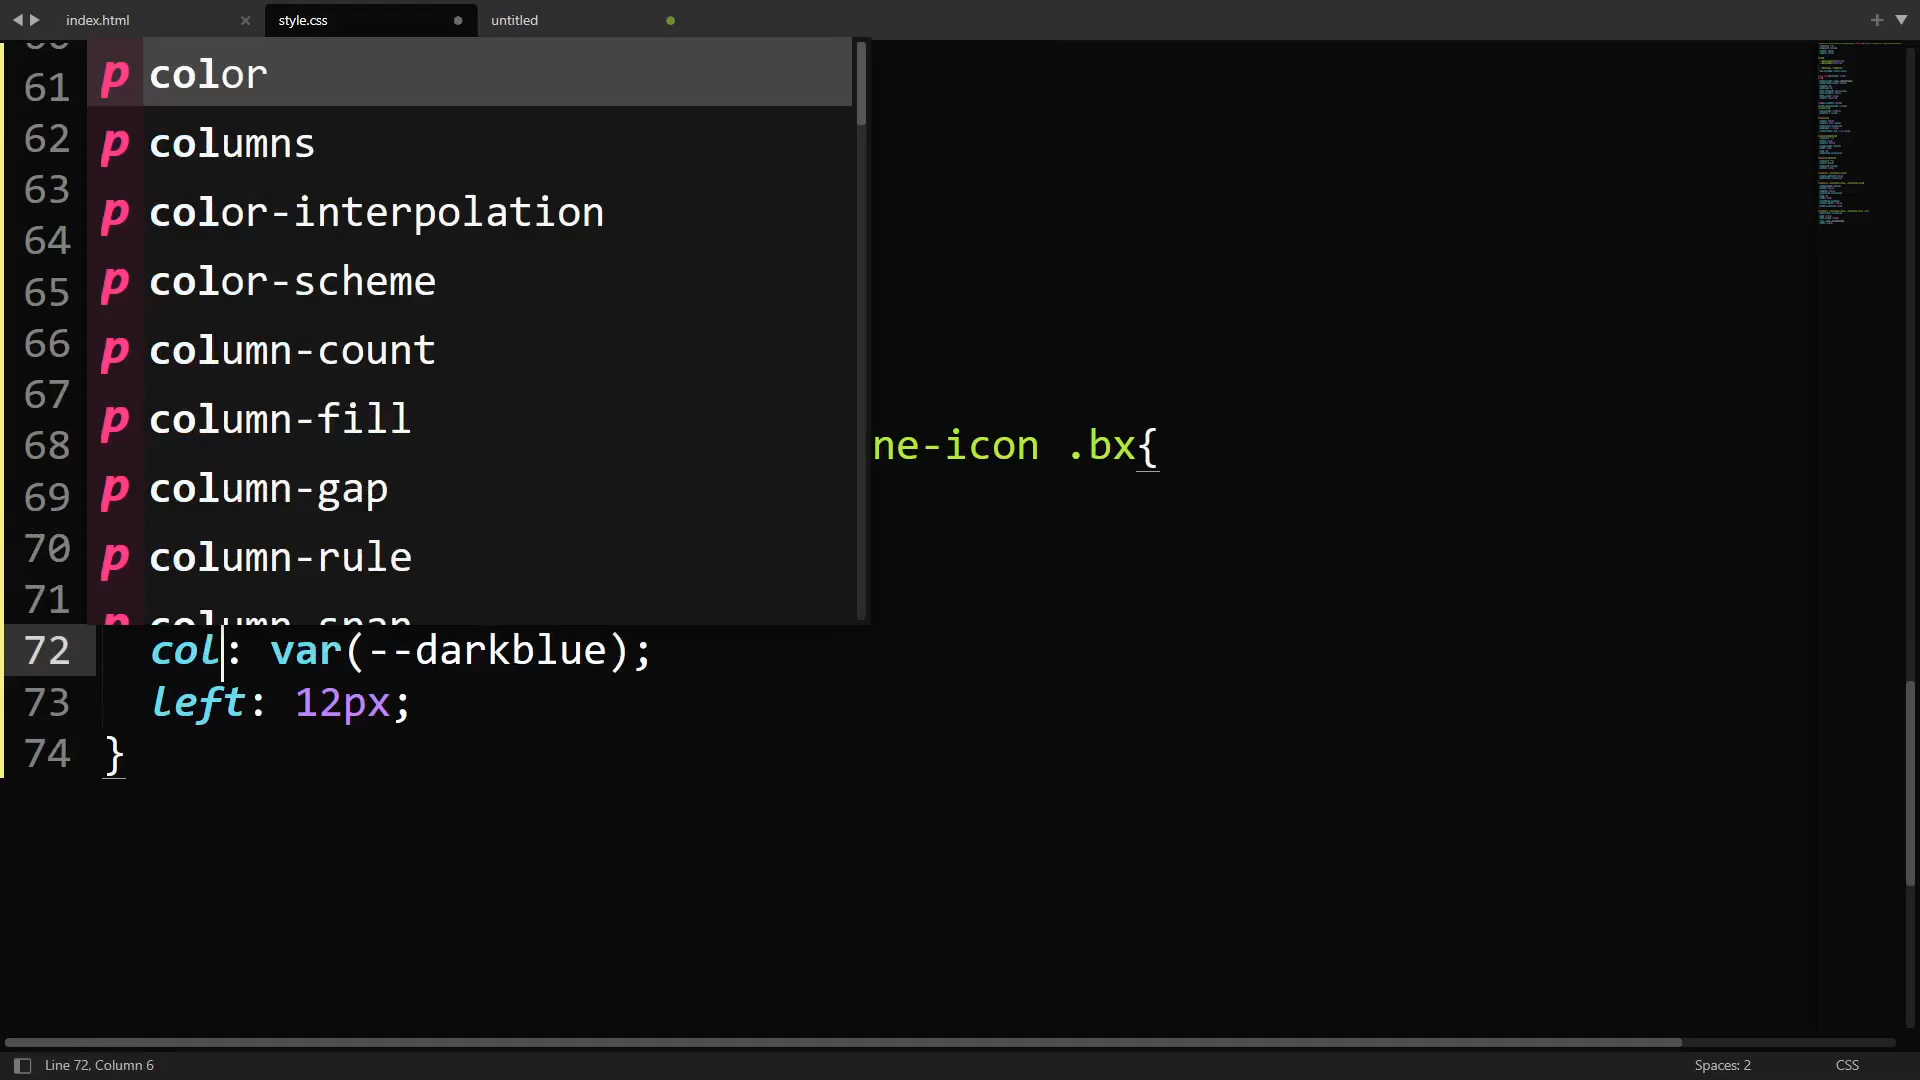 index.html × style.css untitled
61 p color
p columns
62
63 p color-interpolation
64
65 p color-scheme
66 p column-count
67
p column-fill
68 ne-icon .bx{
69 p column-gap
70 p column-rule
71
72 col: var(--darkblue);
73 left: 12px;
74 }
Line 72, Column 6 Spaces: 2 CSS